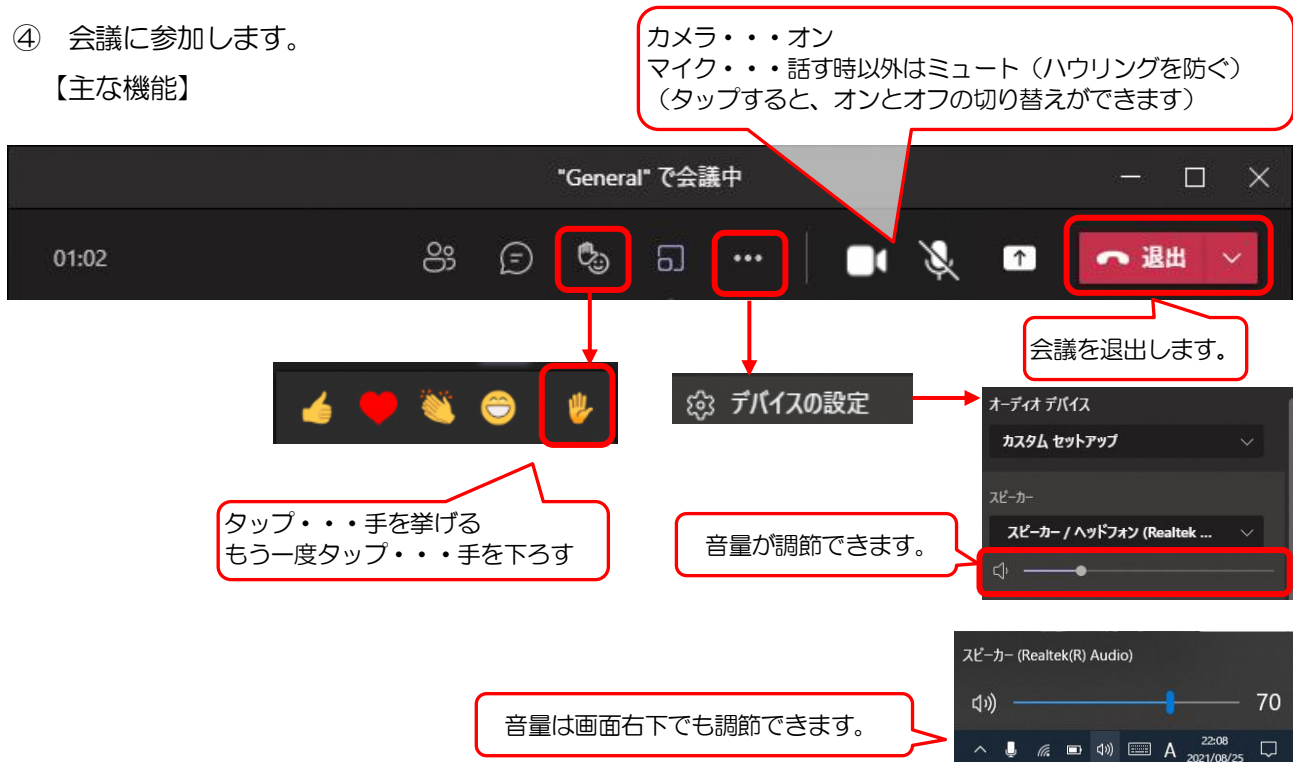 ④　会議に参加します。
【主な機能】
カメラ・・・オン
マイク・・・話す時以外はミュート（ハウリングを防ぐ）
（タップすると、オンとオフの切り替えができます）
"General" で会議中
01:02
退出
会議を退出します。
デバイスの設定
オーディオ デバイス
カスタム セットアップ
スピーカー
スピーカー / ヘッドフォン (Realtek ...
タップ・・・手を挙げる
もう一度タップ・・・手を下ろす
音量が調節できます。
スピーカー (Realtek(R) Audio)
70
音量は画面右下でも調節できます。
A
22:08
2021/08/25